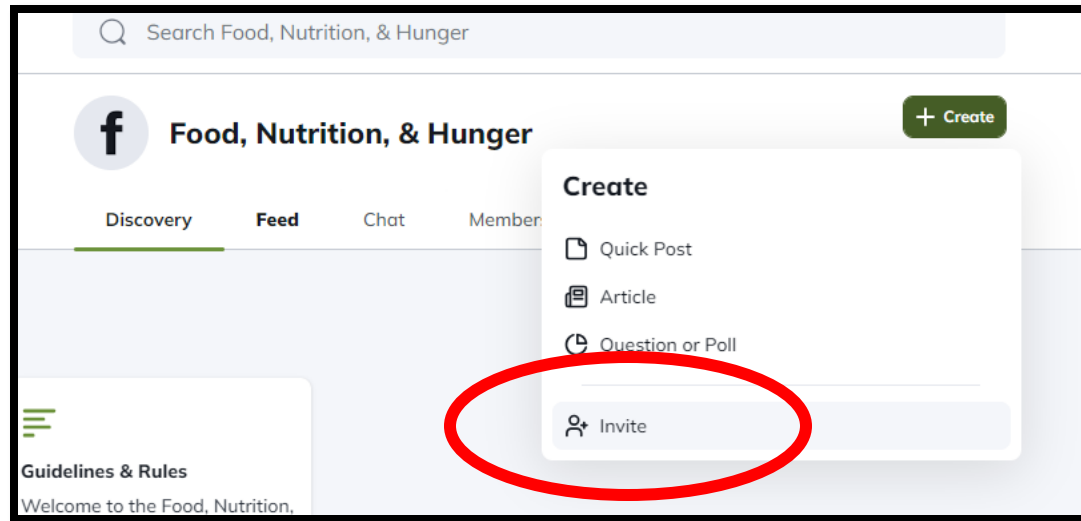 Search Food, Nutrition, & Hunger
f
Food, Nutrition, & Hunger
+ Create
Discovery Feed Chat Member
Create
Quick Post
Article
Question or Poll
Invite
Guidelines & Rules
Welcome to the Food, Nutrition,